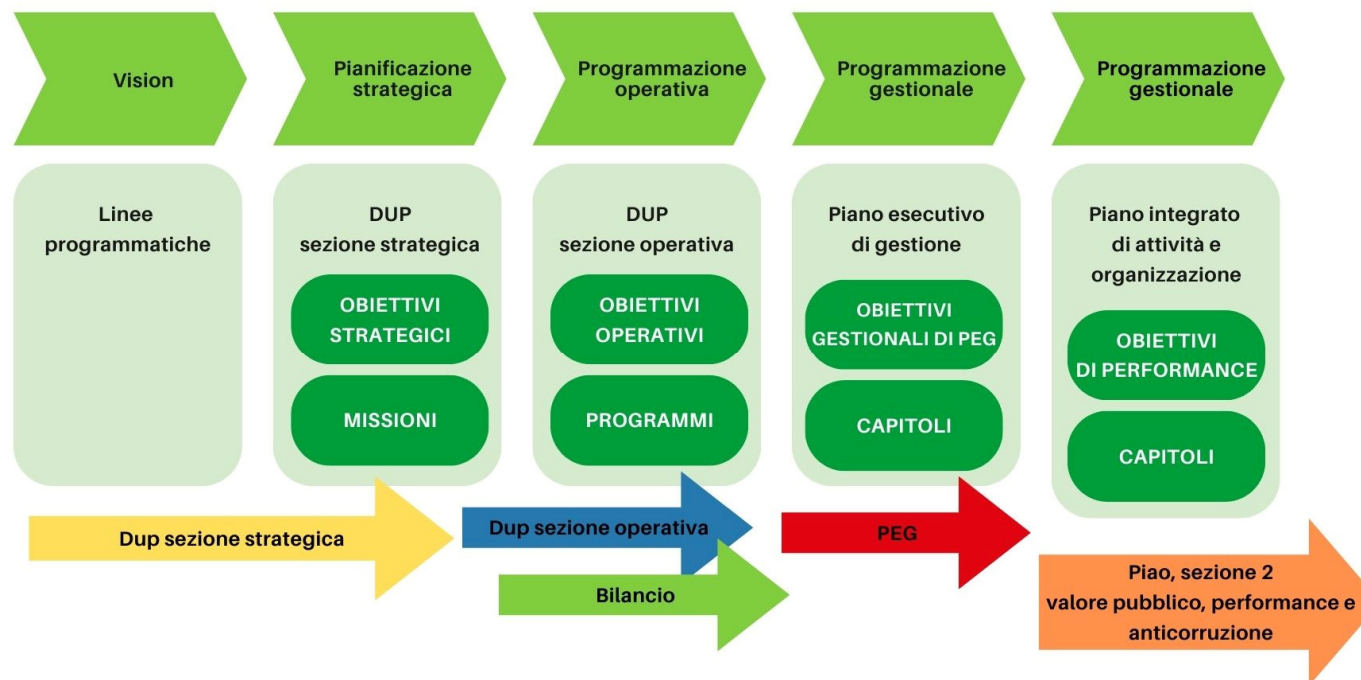 Vision
Pianificazione
strategica
Programmazione
operativa
Programmazione
gestionale
Programmazione
gestionale
Linee
programmatiche
DUP
sezione strategica
OBIETTIVI
STRATEGICI
MISSIONI
DUP
sezione operativa
OBIETTIVI
OPERATIVI
PROGRAMMI
Piano esecutivo
di gestione
OBIETTIVI
GESTIONALI DI PEG
CAPITOLI
Piano integrato
di attività e
organizzazione
OBIETTIVI
DI PERFORMANCE
CAPITOLI
Dup sezione strategica
Dup sezione operativa
Bilancio
PEG
Piao, sezione 2
valore pubblico, performance e
anticorruzione